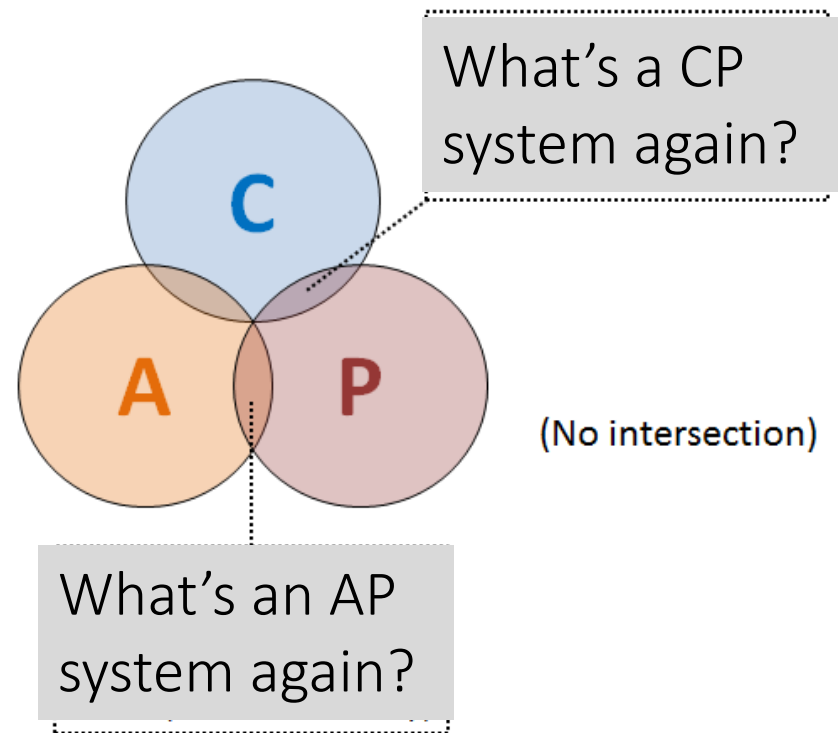 What’s a CP
system again?
C
A
P
(No intersection)
What’s an AP
system again?